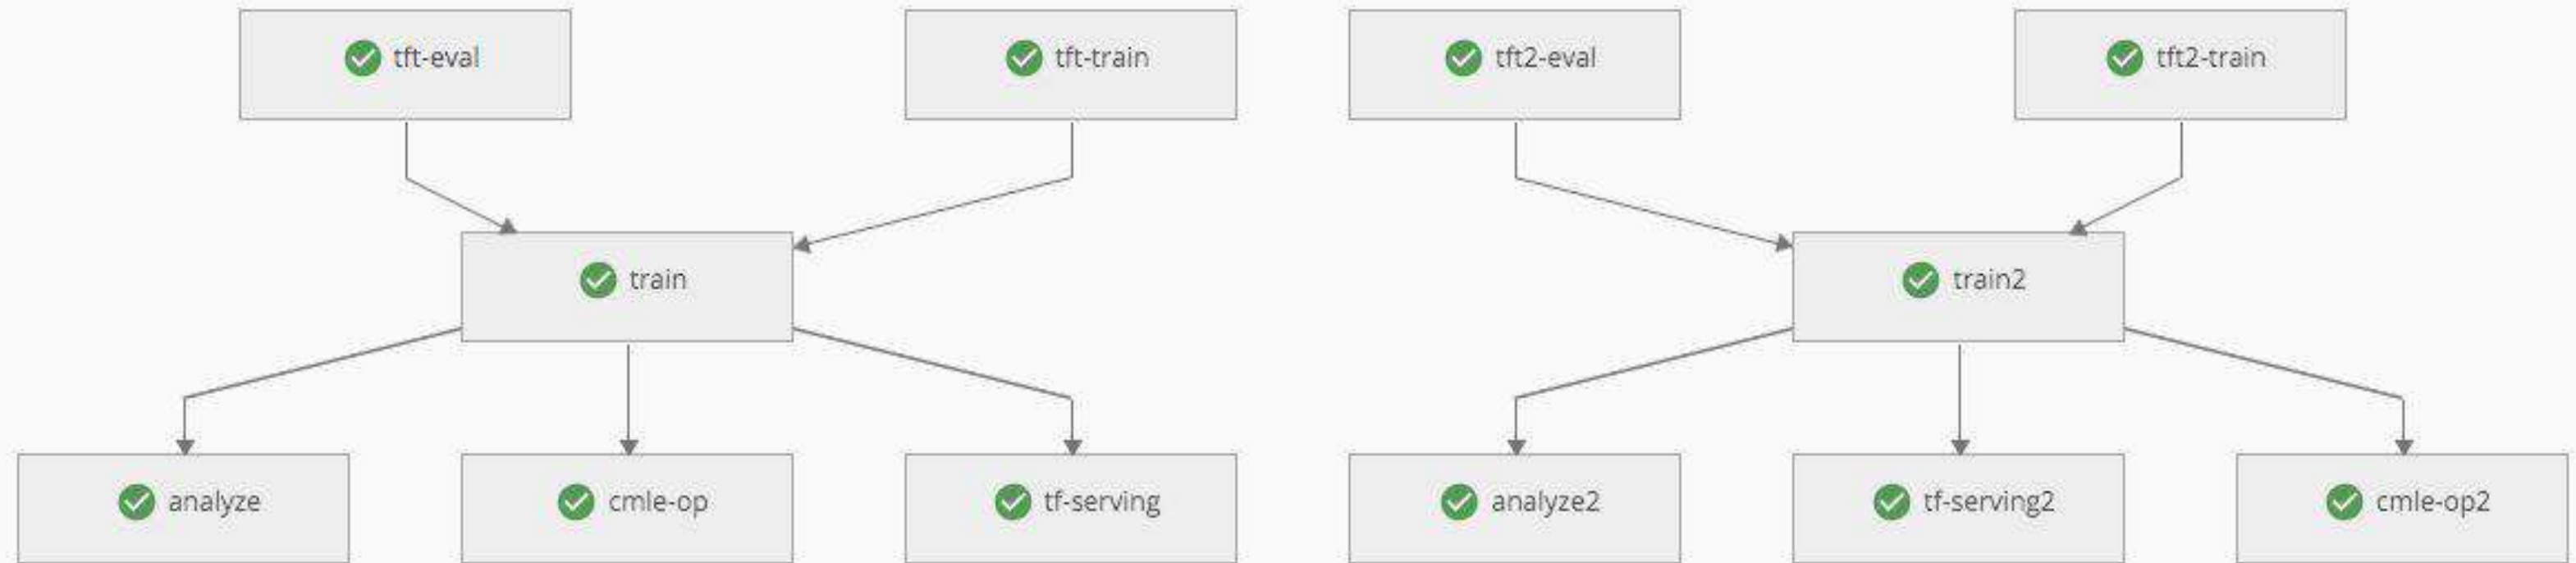 tft-eval
tft-train
tft2-eval
tft2-train
train
train2
analyze
cmle-op
tf-serving
analyze2
tf-serving2
cmle-op2